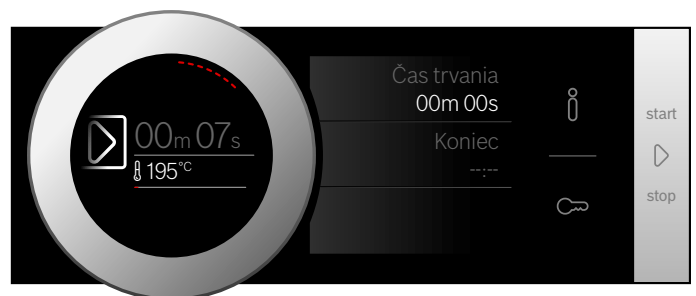 00m 07s
195°C
Čas trvania
00m 00s
Koniec
--:--
start
stop